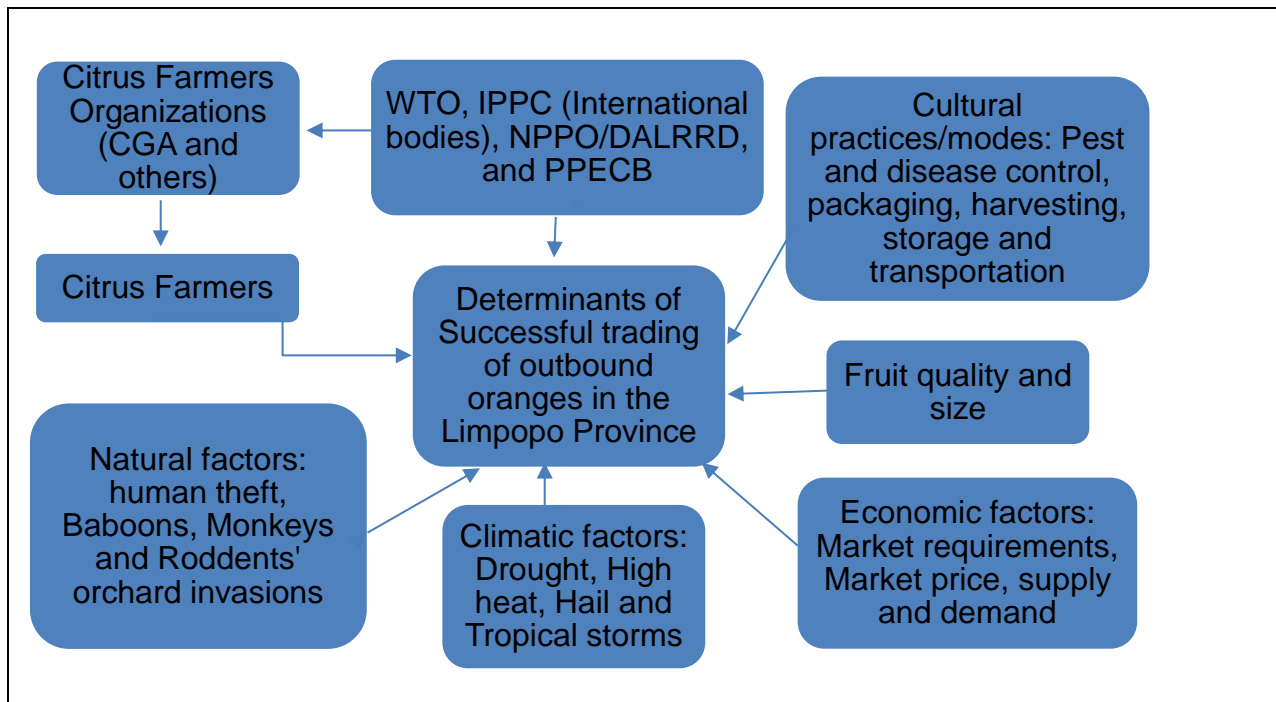 Citrus Farmers
Organizations
(CGA and
others)
WTO, IPPC (International
bodies), NPPO/DALRRD,
and PPECB
Cultural
practices/modes: Pest
and disease control,
packaging, harvesting,
storage and
transportation
Citrus Farmers
Determinants of
Successful trading
of outbound
oranges in the
Limpopo Province
Fruit quality and
size
Natural factors:
human theft,
Baboons, Monkeys
and Roddents'
orchard invasions
Climatic factors:
Drought, High
heat, Hail and
Tropical storms
Economic factors:
Market requirements,
Market price, supply
and demand